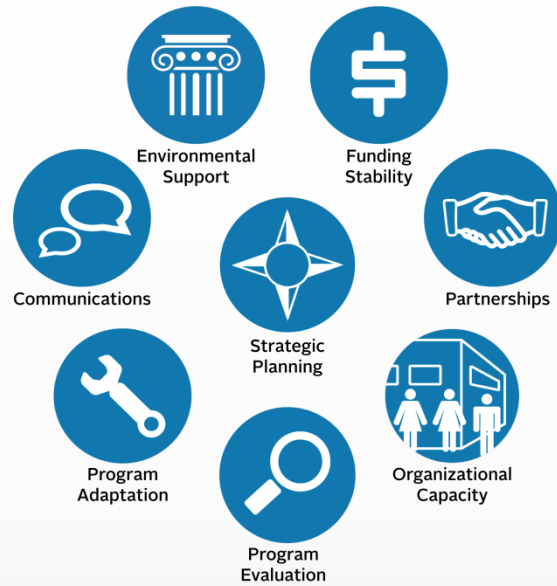 Environmental
Support
Funding
Stability
Communications
Partnerships
Strategic
Planning
Program
Adaptation
Organizational
Capacity
Program
Evaluation